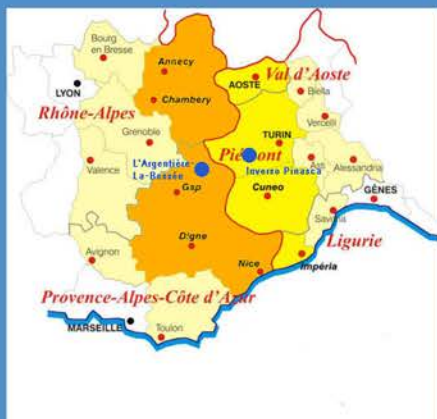 Bourg
en Bresse
Annecy
Val d'Aoste
AOSTE
LYON
Biella
Chambéry
Rhône-Alpes
Vercelli
Grenoble
TURIN
Piémont
L'Argentière
La-Bessée
Inverso Pinasca
Asti
Alessandria
Valence
Gap
Cuneo
GÊNES
Savona
Digne
Ligurie
Avignon
Nice
Impéria
Provence-Alpes-Côte d'Azur
MARSEILLE
Toulon